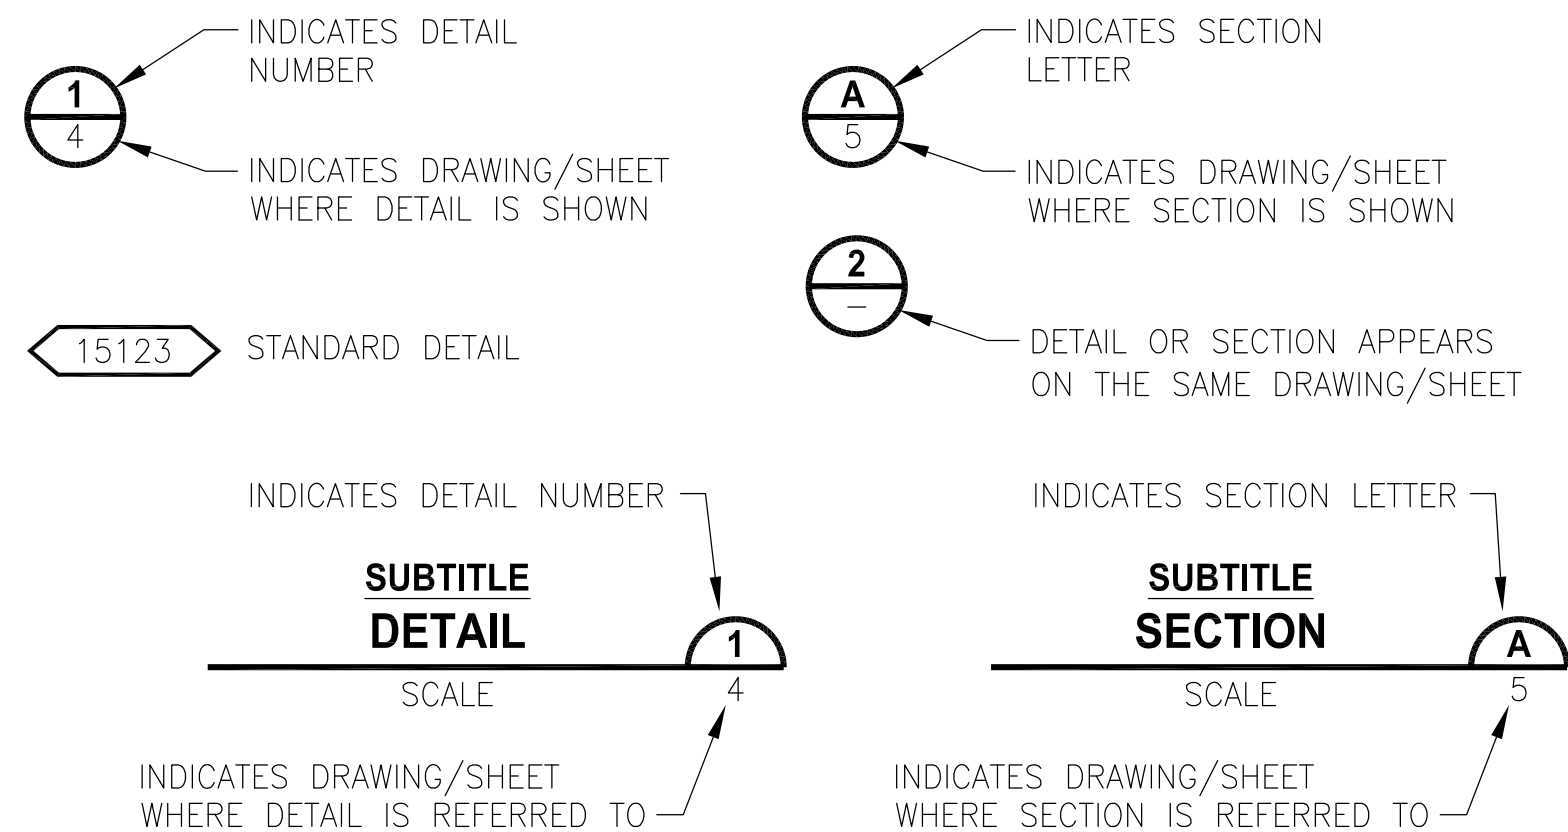 INDICATES DETAIL
NUMBER
1
4
INDICATES DRAWING/SHEET
WHERE DETAIL IS SHOWN
INDICATES SECTION
LETTER
A
5
INDICATES DRAWING/SHEET
WHERE SECTION IS SHOWN
15123
STANDARD DETAIL
2
–
DETAIL OR SECTION APPEARS
ON THE SAME DRAWING/SHEET
INDICATES DETAIL NUMBER
SUBTITLE
DETAIL
1
SCALE
4
INDICATES DRAWING/SHEET
WHERE DETAIL IS REFERRED TO
INDICATES SECTION LETTER
SUBTITLE
SECTION
A
SCALE
5
INDICATES DRAWING/SHEET
WHERE SECTION IS REFERRED TO